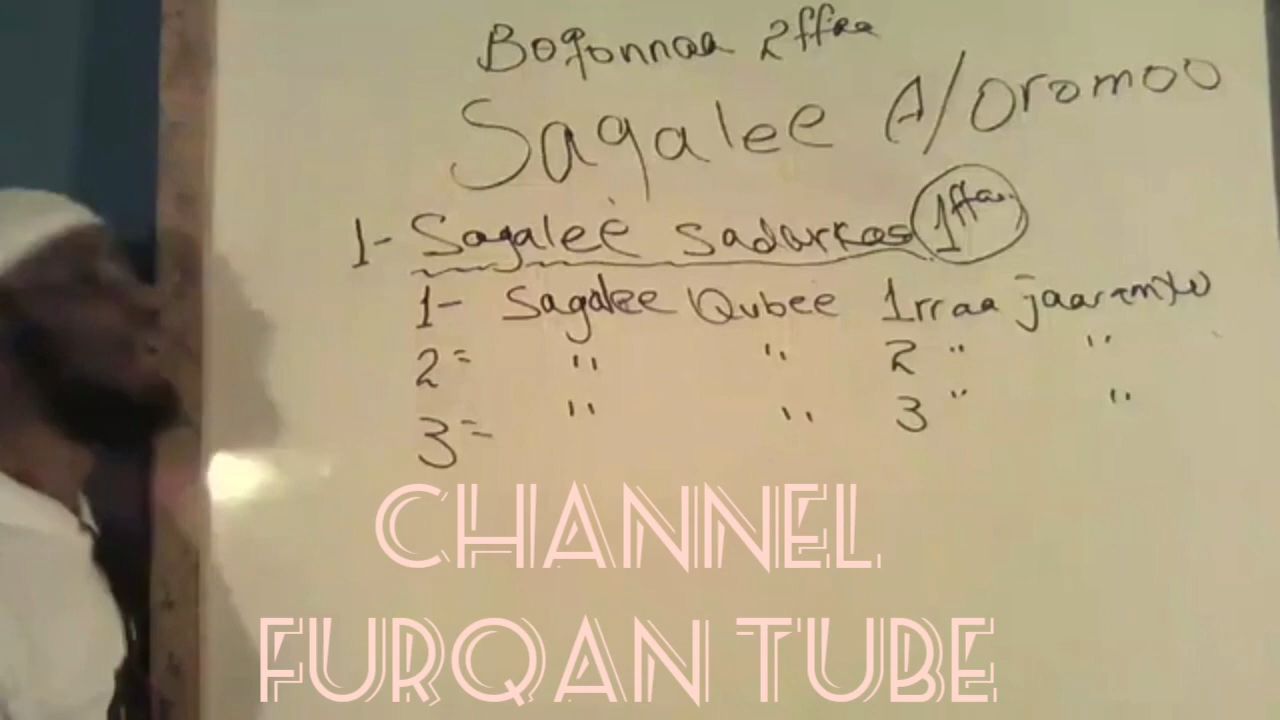 Boqonnaa 2ffaa
Sagalee A/Oromoo
1- Sagalee sadarkaa 1ffaa.
1- Sagalee Qubee 1rraa jaaramxu
2= " " 2 " "
3= " " 3 " "
CHANNEL
FURQAN TUBE